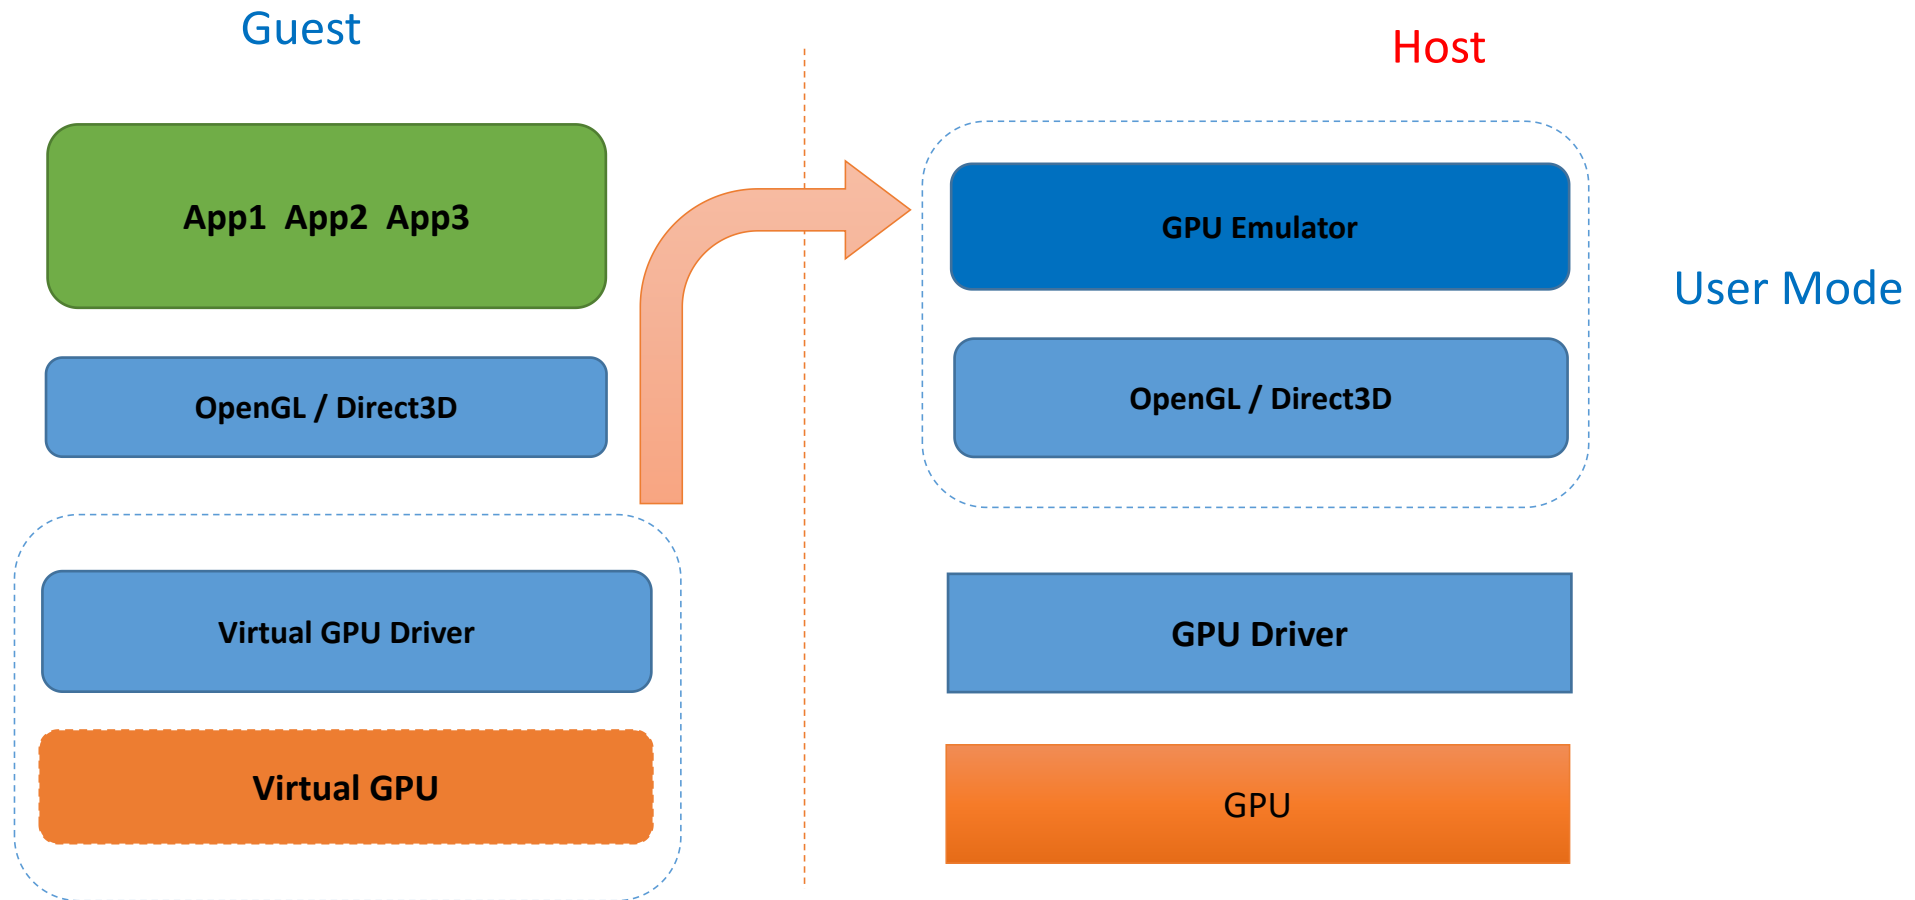 Guest
Host
App1 App2 App3
GPU Emulator
User Mode
OpenGL / Direct3D
OpenGL / Direct3D
Virtual GPU Driver
GPU Driver
Virtual GPU
GPU